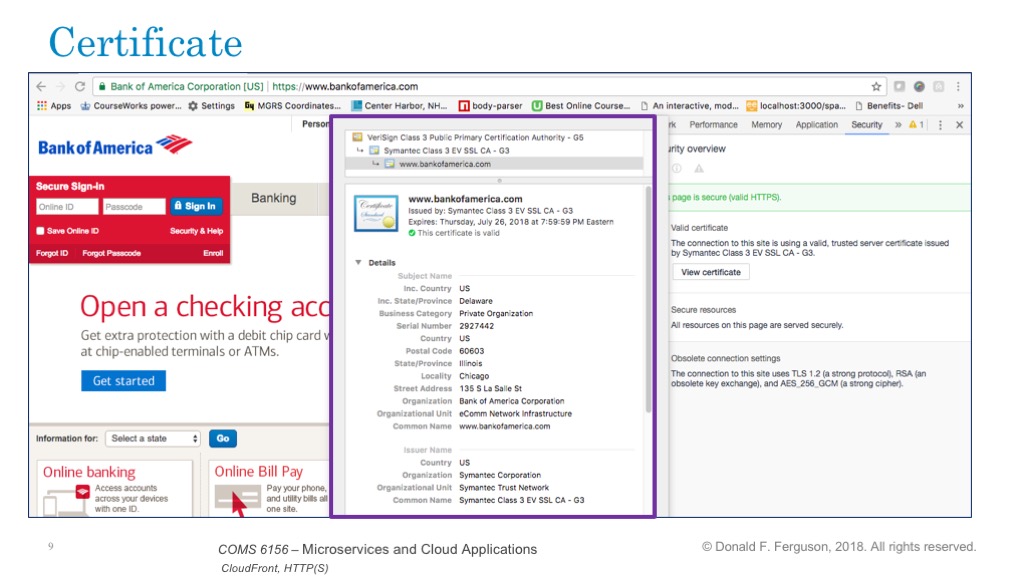 Certificate
Bank of America Corporation [US] | https://www.bankofamerica.com
Apps CourseWorks power... Settings MGRS Coordinates... Center Harbor, NH... body-parser Best Online Course... An interactive, mod... localhost:3000/spa... Benefits- Dell »
Bank of America
Person
Secure Sign-in
Online ID Passcode Sign In
Save Online ID Security & Help
Forgot ID Forgot Passcode Enroll
Banking
Open a checking acc
Get extra protection with a debit chip card w
at chip-enabled terminals or ATMs.
Get started
Information for: Select a state Go
Online banking
Access accounts
across your devices
with one ID.
Online Bill Pay
Pay your phone,
and utility bills all
one site.
VeriSign Class 3 Public Primary Certification Authority - G5
Symantec Class 3 EV SSL CA - G3
www.bankofamerica.com
Certificate
Standard
www.bankofamerica.com
Issued by: Symantec Class 3 EV SSL CA - G3
Expires: Thursday, July 26, 2018 at 7:59:59 PM Eastern
This certificate is valid
Details
Subject Name
Inc. Country US
Inc. State/Province Delaware
Business Category Private Organization
Serial Number 2927442
Country US
Postal Code 60603
State/Province Illinois
Locality Chicago
Street Address 135 S La Salle St
Organization Bank of America Corporation
Organizational Unit eComm Network Infrastructure
Common Name www.bankofamerica.com
Issuer Name
Country US
Organization Symantec Corporation
Organizational Unit Symantec Trust Network
Common Name Symantec Class 3 EV SSL CA - G3
rk Performance Memory Application Security » 1
urity overview
page is secure (valid HTTPS).
Valid certificate
The connection to this site is using a valid, trusted server certificate issued
by Symantec Class 3 EV SSL CA - G3.
View certificate
Secure resources
All resources on this page are served securely.
Obsolete connection settings
The connection to this site uses TLS 1.2 (a strong protocol), RSA (an
obsolete key exchange), and AES_256_GCM (a strong cipher).
9
COMS 6156 – Microservices and Cloud Applications
CloudFront, HTTP(S)
© Donald F. Ferguson, 2018. All rights reserved.